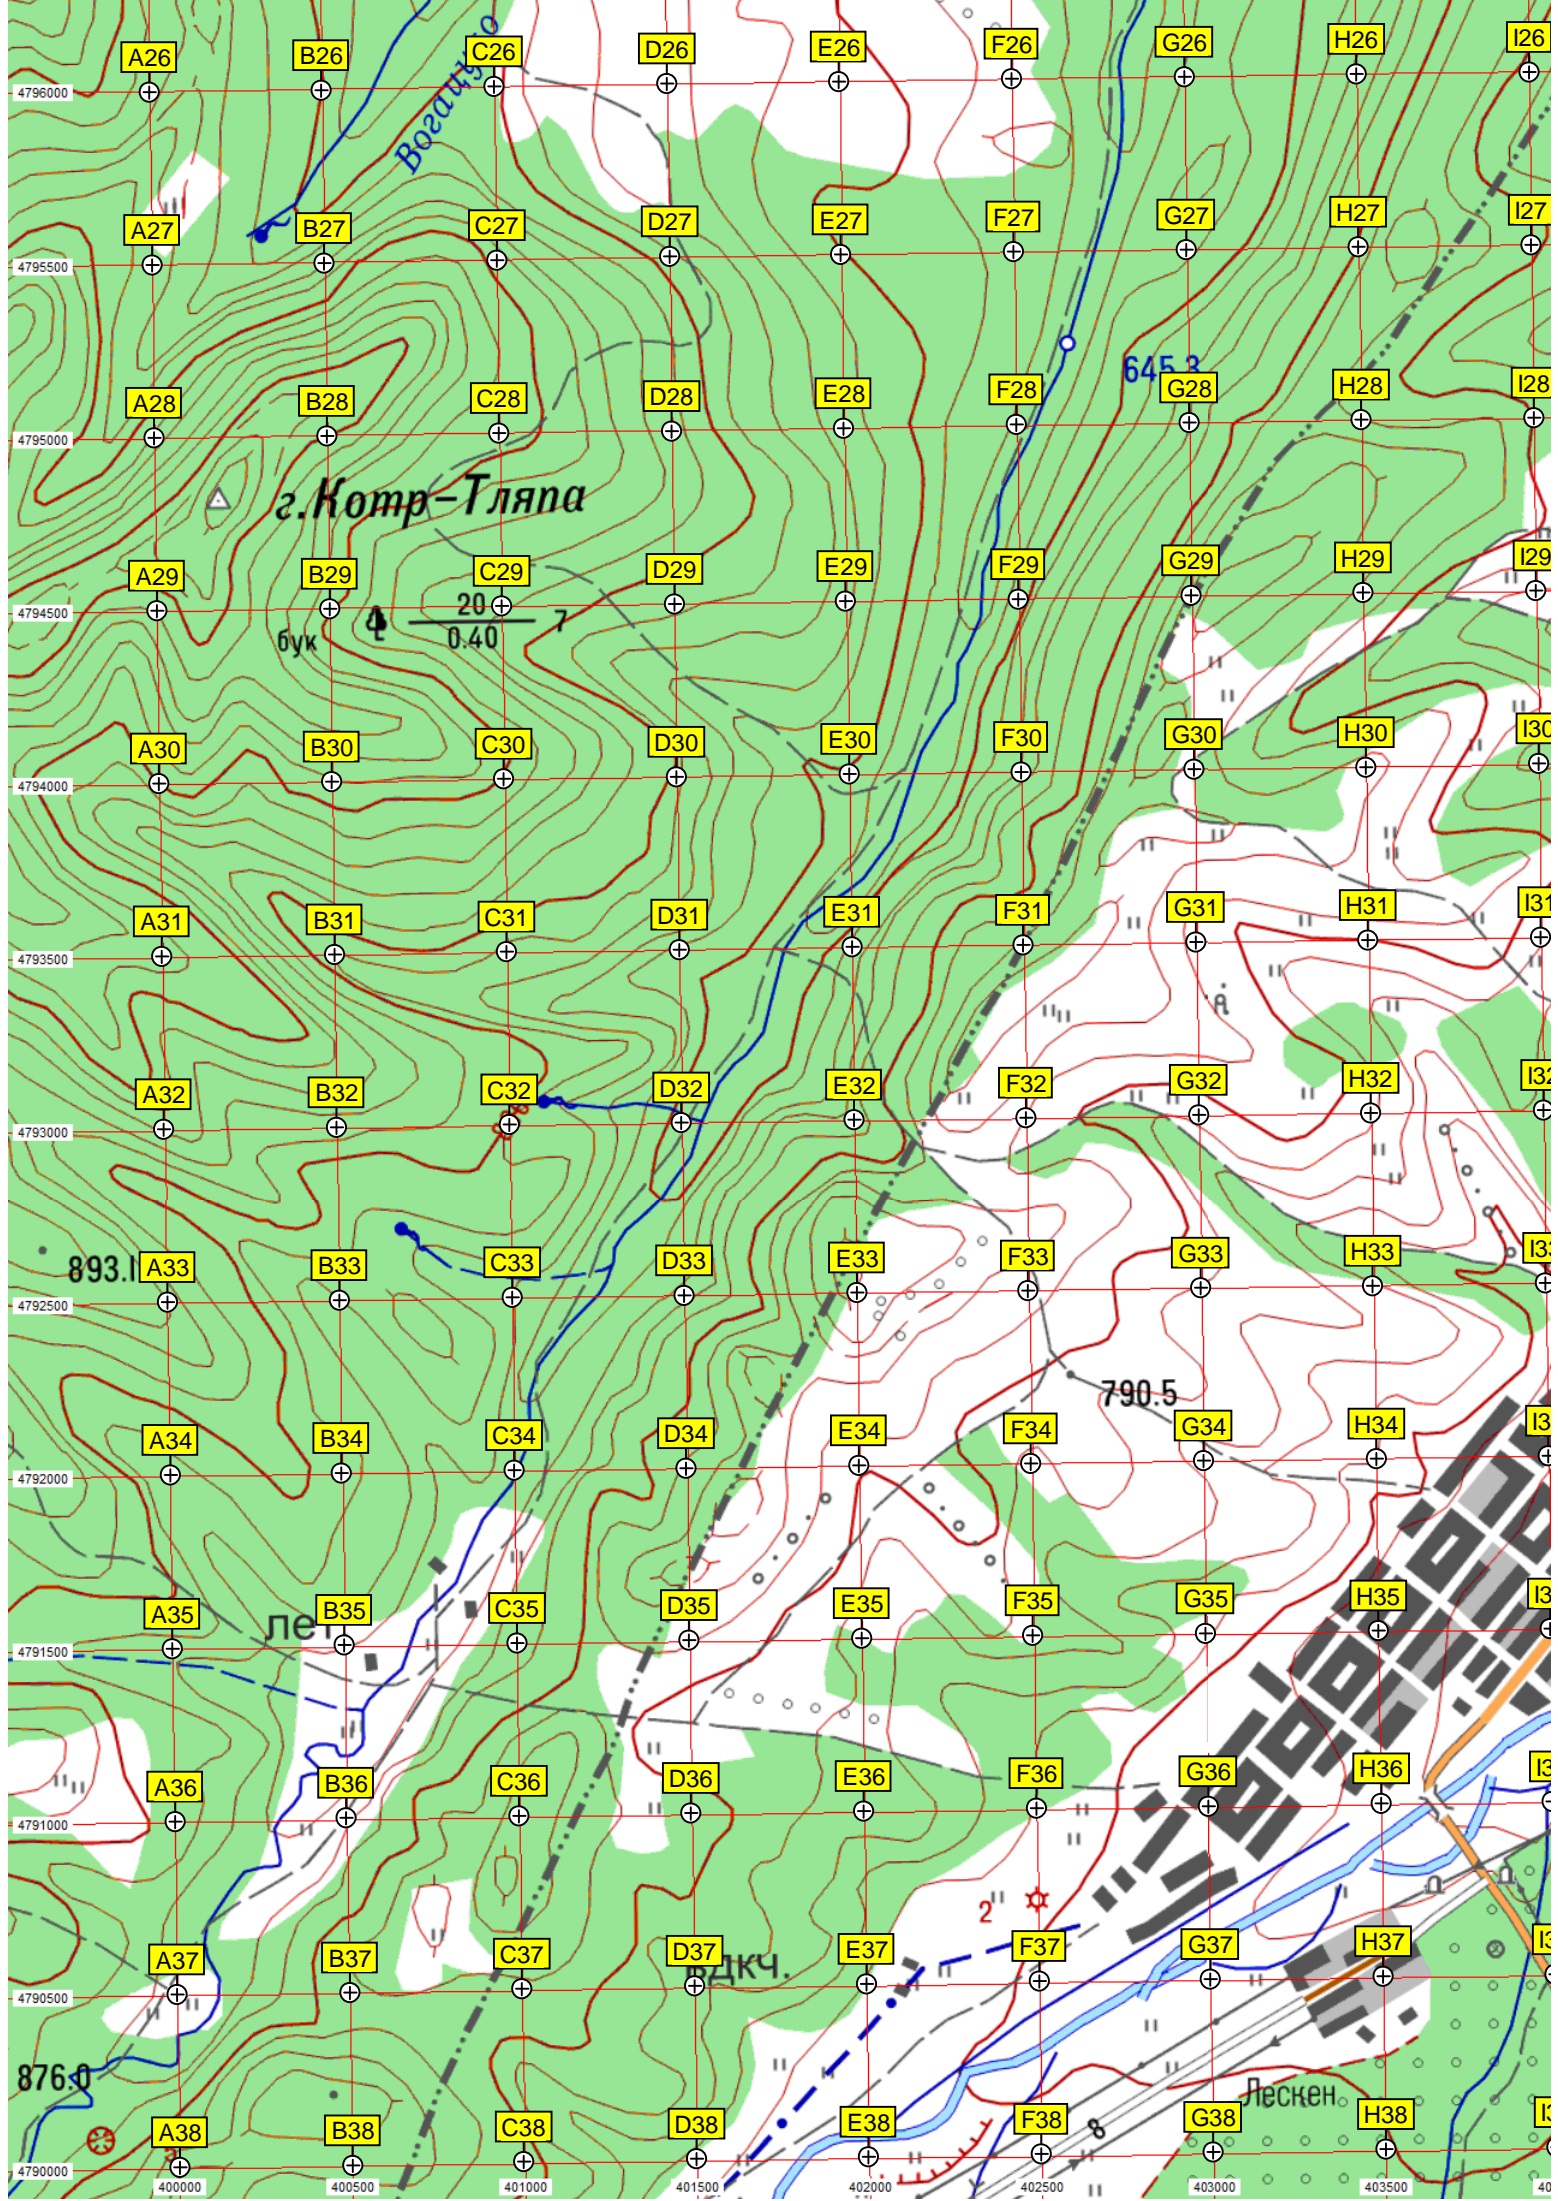 A26 B26 C26 D26 E26 F26 G26 H26 I26
4796000
Вогацуко
A27 B27 C27 D27 E27 F27 G27 H27 I27
4795500
645.3
A28 B28 C28 D28 E28 F28 G28 H28 I28
4795000
г.Котр-Тляпа
A29 B29 C29 D29 E29 F29 G29 H29 I29
4794500
бук 20 7
0.40
A30 B30 C30 D30 E30 F30 G30 H30 I30
4794000
A31 B31 C31 D31 E31 F31 G31 H31 I31
4793500
A32 B32 C32 D32 E32 F32 G32 H32
4793000
893.1
A33 B33 C33 D33 E33 F33 G33 H33
4792500
790.5
A34 B34 C34 D34 E34 F34 G34 H34
4792000
A35 B35 C35 D35 E35 F35 G35 H35
4791500
A36 B36 C36 D36 E36 F36 G36 H36
4791000
2
A37 B37 C37 D37 E37 F37 G37 H37
вдкч.
4790500
876.0
Лескен
8
A38 B38 C38 D38 E38 F38 G38 H38
4790000
400000 400500 401000 401500 402000 402500 403000 403500